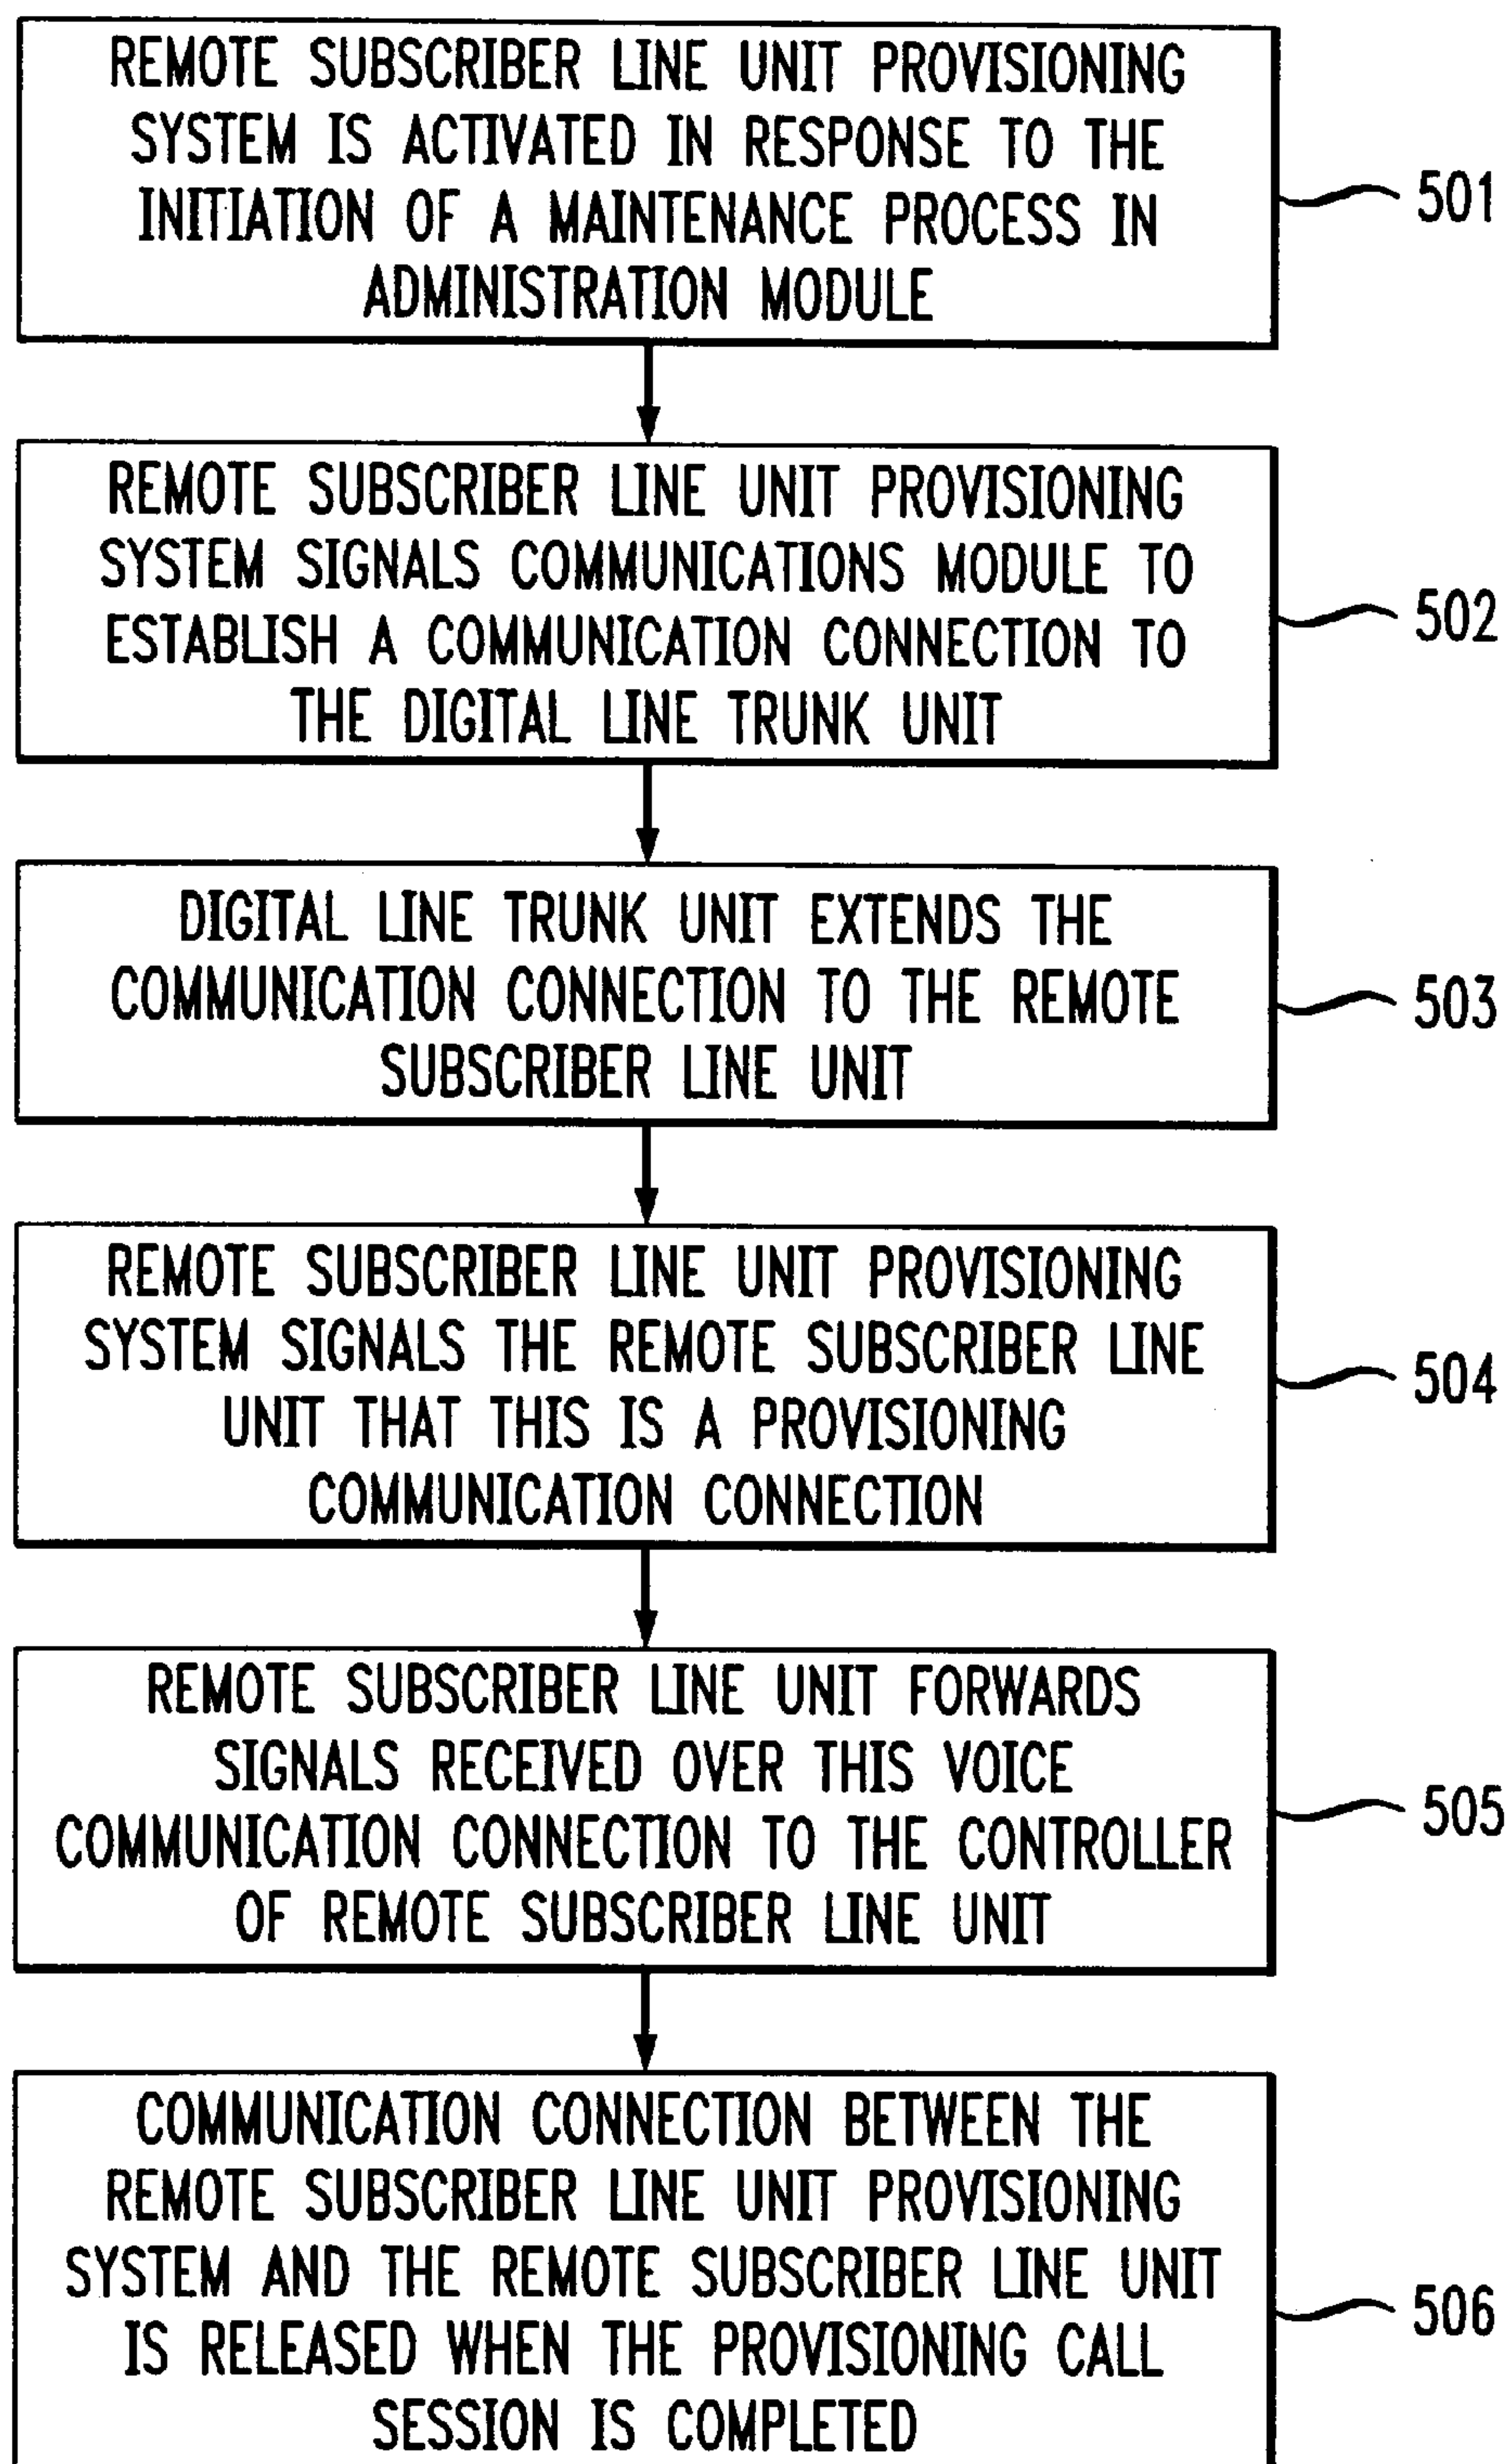 REMOTE SUBSCRIBER LINE UNIT PROVISIONING
SYSTEM IS ACTIVATED IN RESPONSE TO THE
INITIATION OF A MAINTENANCE PROCESS IN
ADMINISTRATION MODULE
501
REMOTE SUBSCRIBER LINE UNIT PROVISIONING
SYSTEM SIGNALS COMMUNICATIONS MODULE TO
ESTABLISH A COMMUNICATION CONNECTION TO
THE DIGITAL LINE TRUNK UNIT
502
DIGITAL LINE TRUNK UNIT EXTENDS THE
COMMUNICATION CONNECTION TO THE REMOTE
SUBSCRIBER LINE UNIT
503
REMOTE SUBSCRIBER LINE UNIT PROVISIONING
SYSTEM SIGNALS THE REMOTE SUBSCRIBER LINE
UNIT THAT THIS IS A PROVISIONING
COMMUNICATION CONNECTION
504
REMOTE SUBSCRIBER LINE UNIT FORWARDS
SIGNALS RECEIVED OVER THIS VOICE
COMMUNICATION CONNECTION TO THE CONTROLLER
OF REMOTE SUBSCRIBER LINE UNIT
505
COMMUNICATION CONNECTION BETWEEN THE
REMOTE SUBSCRIBER LINE UNIT PROVISIONING
SYSTEM AND THE REMOTE SUBSCRIBER LINE UNIT
IS RELEASED WHEN THE PROVISIONING CALL
SESSION IS COMPLETED
506